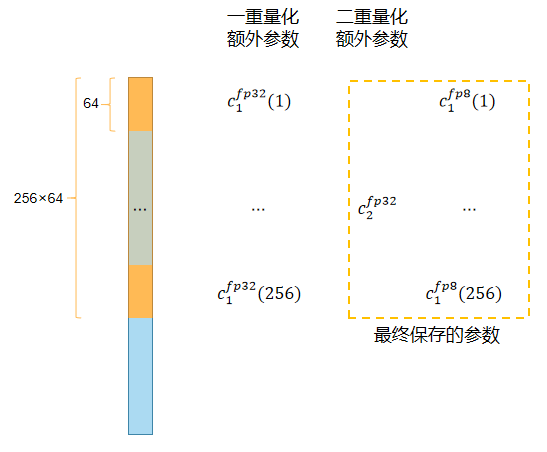 一重量化 二重量化
额外参数 额外参数
64 c_1^{fp32}(1) c_1^{fp8}(1)
256×64 ... ... c_2^{fp32} ...
c_1^{fp32}(256) c_1^{fp8}(256)
最终保存的参数